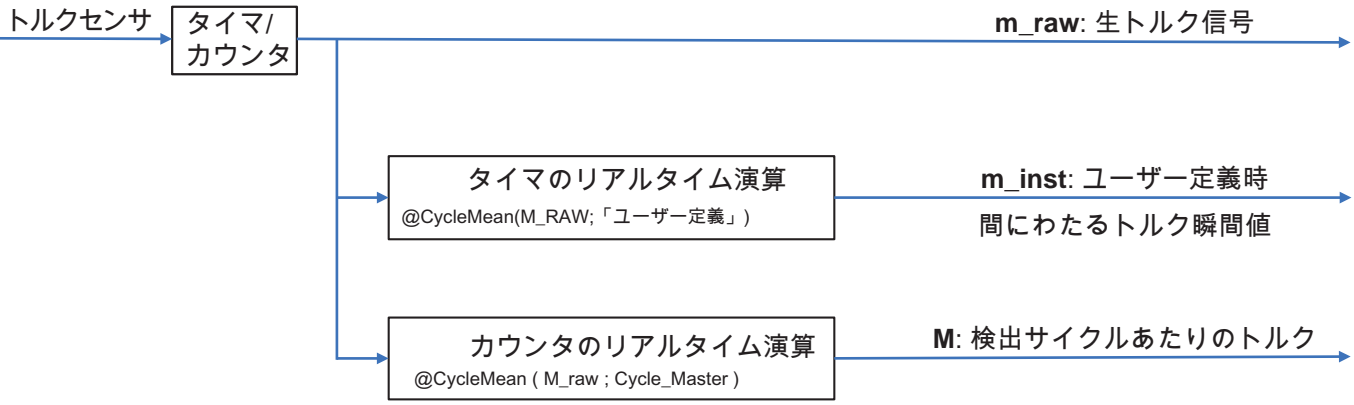 トルクセンサ
タイマ/
カウンタ
m_raw: 生トルク信号
タイマのリアルタイム演算
@CycleMean(M_RAW;「ユーザー定義」)
m_inst: ユーザー定義時
間にわたるトルク瞬間値
カウンタのリアルタイム演算
@CycleMean ( M_raw ; Cycle_Master )
M: 検出サイクルあたりのトルク